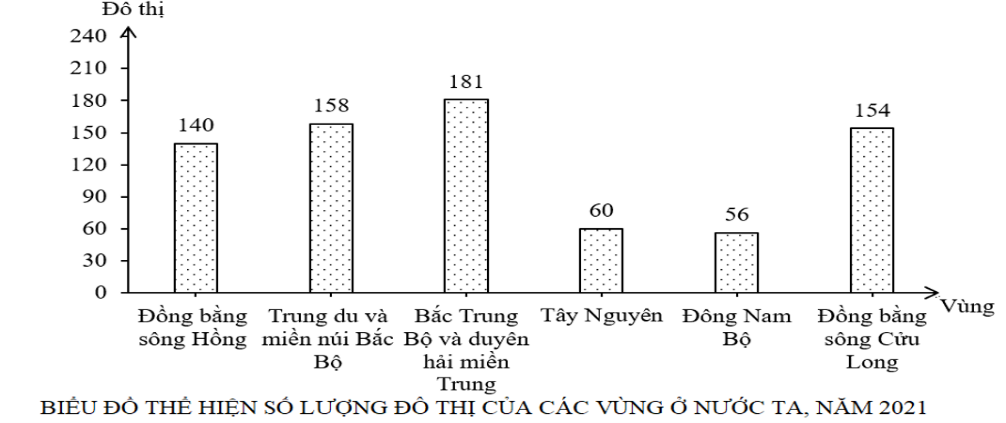 Đô thị
240
210
180
150
120
90
60
30
0
140
158
181
60
56
154
Đồng bằng
sông Hồng
Trung du và
miền núi Bắc
Bộ
Bắc Trung
Bộ và duyên
hải miền
Trung
Tây Nguyên
Đông Nam
Bộ
Đồng bằng
sông Cửu
Long
Vùng
BIỂU ĐỒ THỂ HIỆN SỐ LƯỢNG ĐÔ THỊ CỦA CÁC VÙNG Ở NƯỚC TA, NĂM 2021